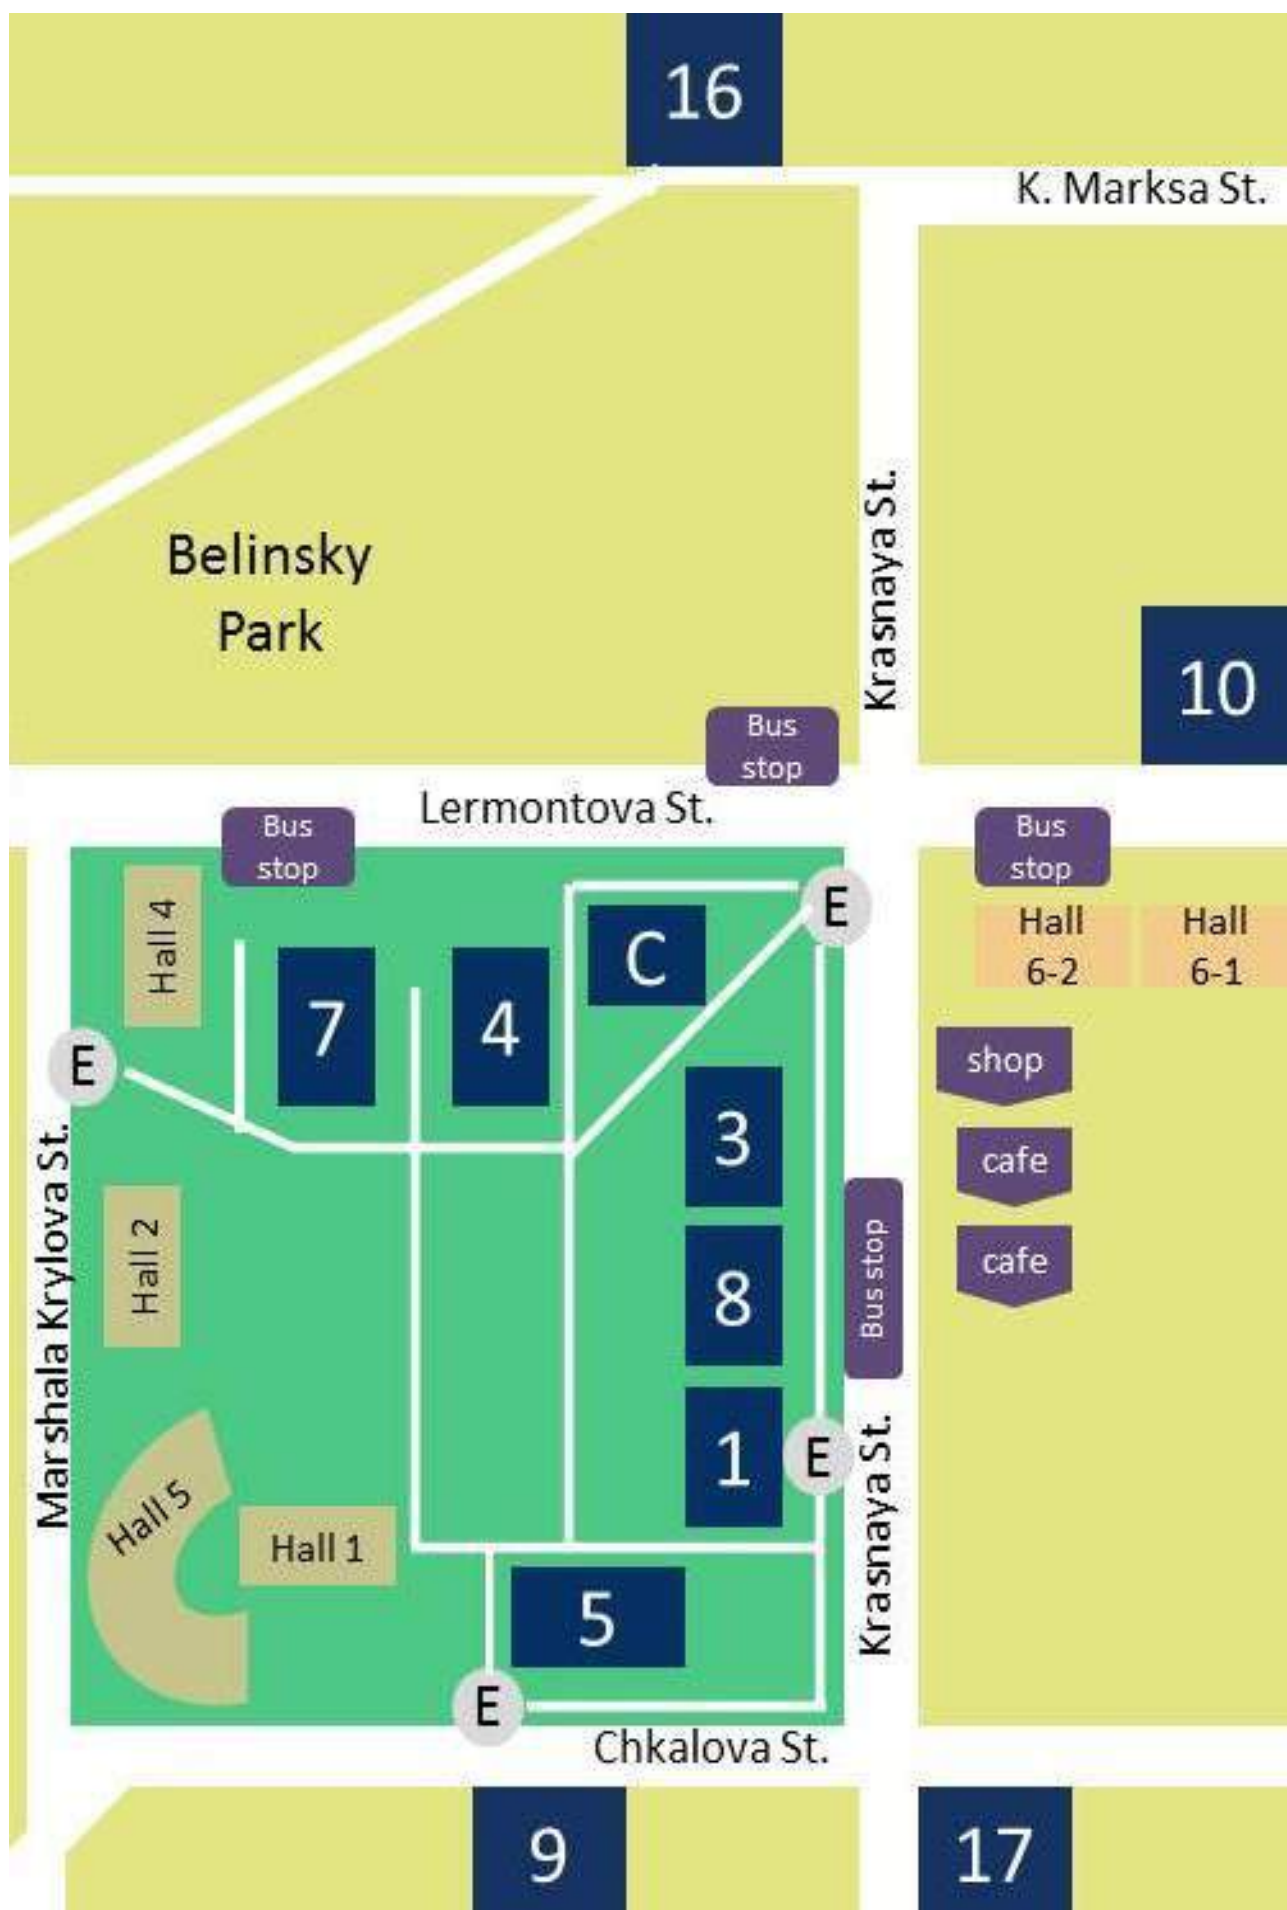 16
K. Marksa St.
Krasnaya St.
Belinsky
Park
10
Bus
stop
Lermontova St.
Bus
stop
Bus
stop
Hall 4
7
4
C
E
Hall
6-2
Hall
6-1
E
shop
3
cafe
Marshala Krylova St.
Hall 2
8
Bus stop
cafe
1
E
Krasnaya St.
Hall 5
Hall 1
5
E
Chkalova St.
9
17